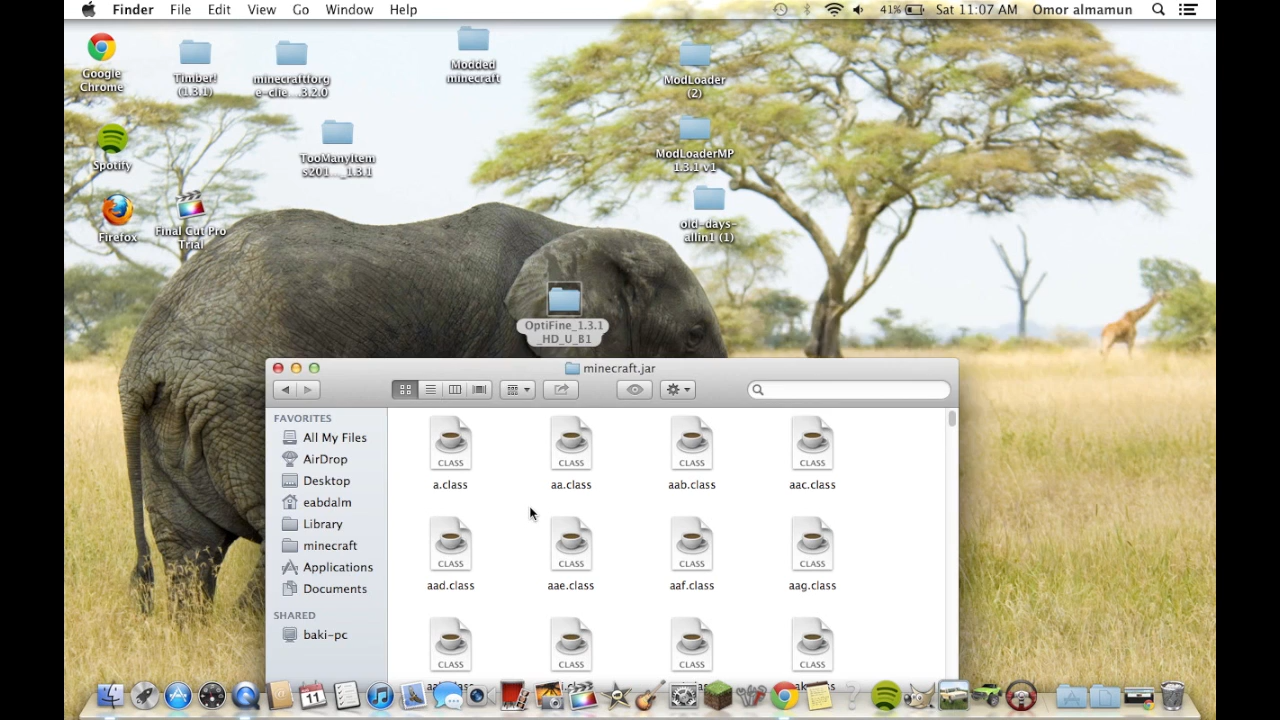 Finder File Edit View Go Window Help
41% Sat 11:07 AM Omor almamun
Google
Chrome
Timber!
(1.3.1)
minecraftforg
e-clie....3.2.0
Modded
minecraft
ModLoader
(2)
Spotify
TooManyItem
s201..._1.3.1
ModLoaderMP
1.3.1 v1
Firefox
Final Cut Pro
Trial
old-days-
allin1 (1)
OptiFine_1.3.1
_HD_U_B1
minecraft.jar
FAVORITES
All My Files
AirDrop
Desktop
eabdalm
Library
minecraft
Applications
Documents
SHARED
baki-pc
CLASS CLASS CLASS CLASS
a.class aa.class aab.class aac.class
CLASS CLASS CLASS CLASS
aad.class aae.class aaf.class aag.class
CLASS CLASS CLASS CLASS
11